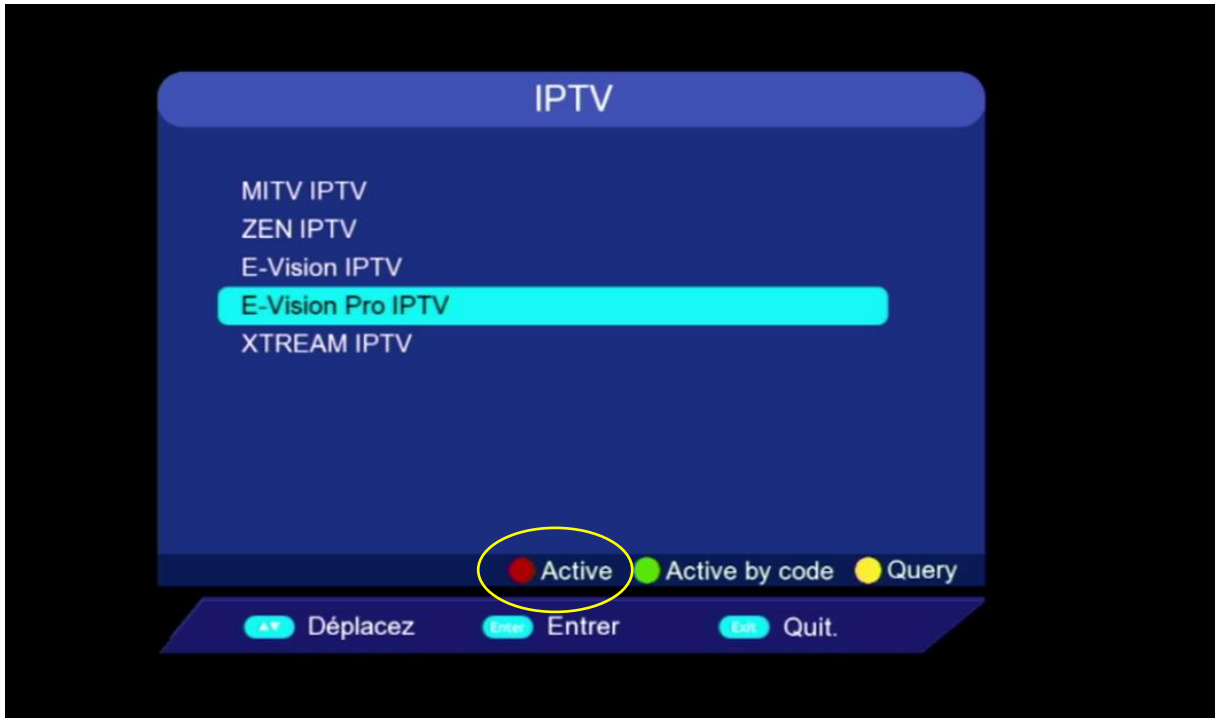 IPTV
MITV IPTV
ZEN IPTV
E-Vision IPTV
E-Vision Pro IPTV
XTREAM IPTV
Active Active by code Query
Déplacez Enter Entrer Exit Quit.